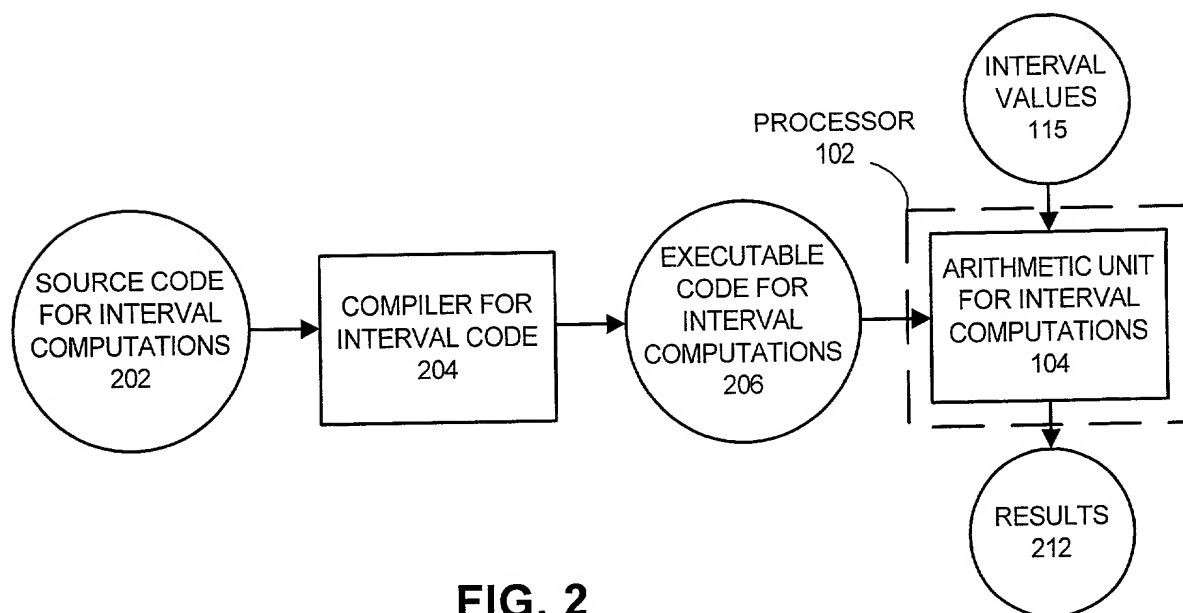 INTERVAL
VALUES
115
PROCESSOR
102
SOURCE CODE
FOR INTERVAL
COMPUTATIONS
202
COMPILER FOR
INTERVAL CODE
204
EXECUTABLE
CODE FOR
INTERVAL
COMPUTATIONS
206
ARITHMETIC UNIT
FOR INTERVAL
COMPUTATIONS
104
RESULTS
212
FIG. 2